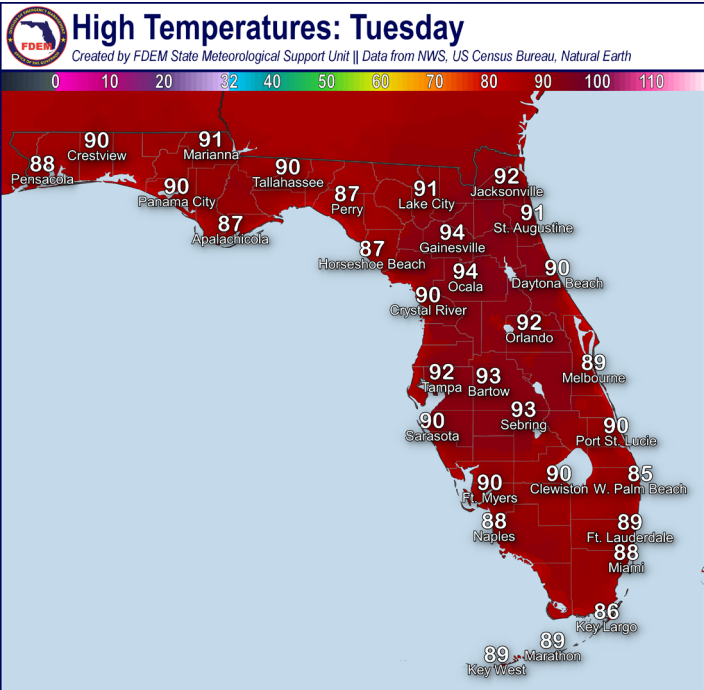 High Temperatures: Tuesday
Created by FDEM State Meteorological Support Unit || Data from NWS, US Census Bureau, Natural Earth
FDEM
0 10 20 32 40 50 60 70 80 90 100 110
90
Crestview
91
Marianna
88
Pensacola
90
Tallahassee
90
Panama City
87
Perry
91
Lake City
92
Jacksonville
87
Apalachicola
91
St. Augustine
94
Gainesville
87
Horseshoe Beach
94
Ocala
90
Daytona Beach
90
Crystal River
92
Orlando
89
Melbourne
92
Tampa
93
Bartow
93
Sebring
90
Sarasota
90
Port St. Lucie
90
Ft. Myers
90
Clewiston
85
W. Palm Beach
88
Naples
89
Ft. Lauderdale
88
Miami
86
Key Largo
89
Marathon
89
Key West